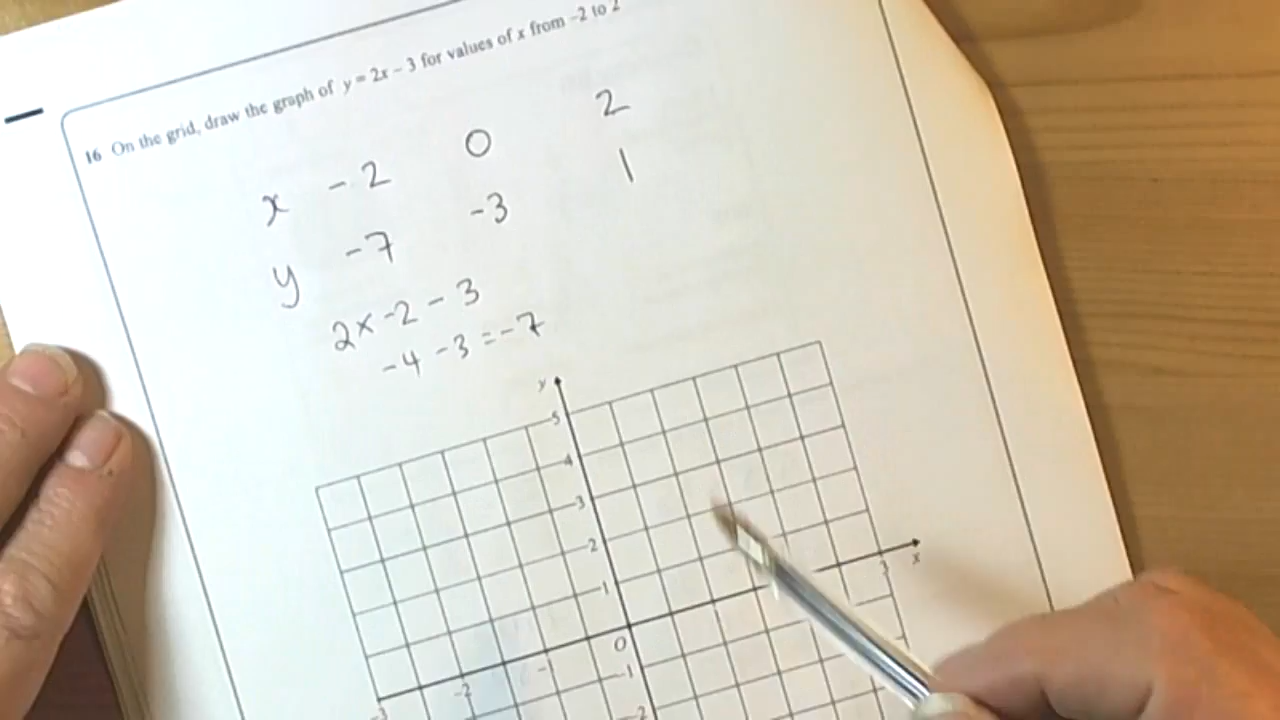 16 On the grid, draw the graph of y = 2x – 3 for values of x from –2 to 2
x -2 0 2
y -7 -3 1
2x-2-3
-4-3=-7
y
5
4
3
2
1
O
-3 -2 -1 3 x
-1
-2